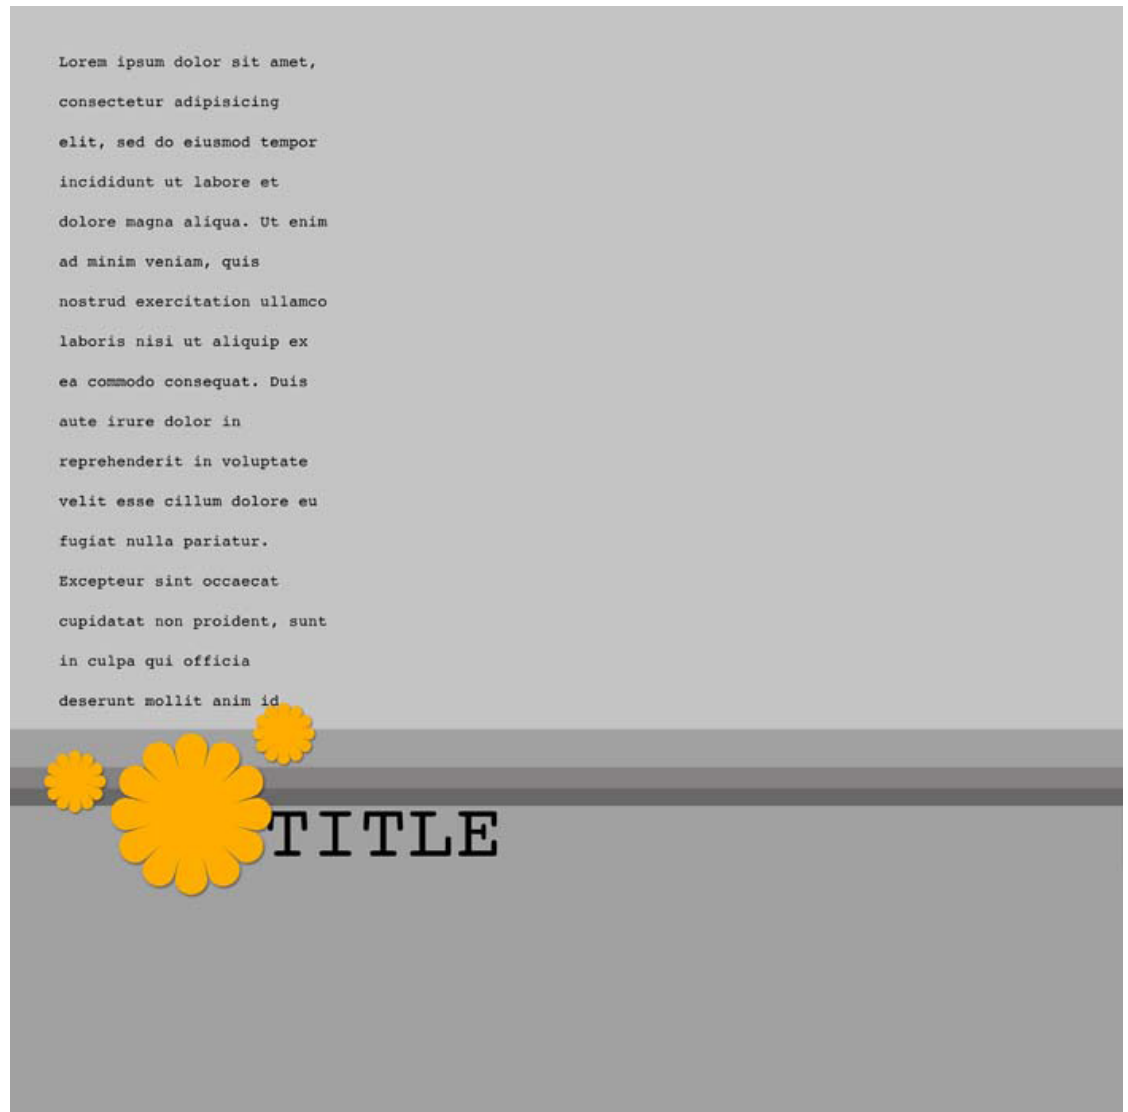 Lorem ipsum dolor sit amet,
consectetur adipisicing
elit, sed do eiusmod tempor
incididunt ut labore et
dolore magna aliqua. Ut enim
ad minim veniam, quis
nostrud exercitation ullamco
laboris nisi ut aliquip ex
ea commodo consequat. Duis
aute irure dolor in
reprehenderit in voluptate
velit esse cillum dolore eu
fugiat nulla pariatur.
Excepteur sint occaecat
cupidatat non proident, sunt
in culpa qui officia
deserunt mollit anim id
TITLE